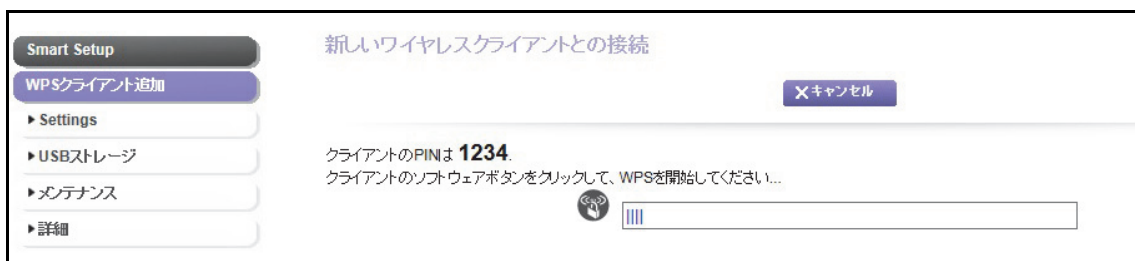 Smart Setup
WPSクライアント追加
Settings
USBストレージ
メンテナンス
詳細
新しいワイヤレスクライアントとの接続
キャンセル
クライアントのPINは 1234.
クライアントのソフトウェアボタンをクリックして、WPSを開始してください...